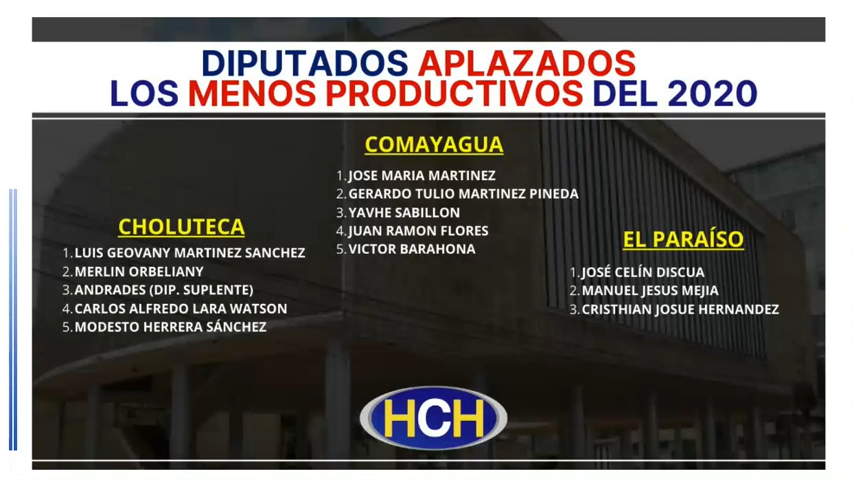 DIPUTADOS APLAZADOS
LOS MENOS PRODUCTIVOS DEL 2020
COMAYAGUA
1. JOSE MARIA MARTINEZ
2. GERARDO TULIO MARTINEZ PINEDA
3. YAVHE SABILLON
4. JUAN RAMON FLORES
5. VICTOR BARAHONA
CHOLUTECA
1. LUIS GEOVANY MARTINEZ SANCHEZ
2. MERLIN ORBELIANY
3. ANDRADES (DIP. SUPLENTE)
4. CARLOS ALFREDO LARA WATSON
5. MODESTO HERRERA SÁNCHEZ
EL PARAÍSO
1. JOSÉ CELÍN DISCUA
2. MANUEL JESUS MEJIA
3. CRISTHIAN JOSUE HERNANDEZ
HCH